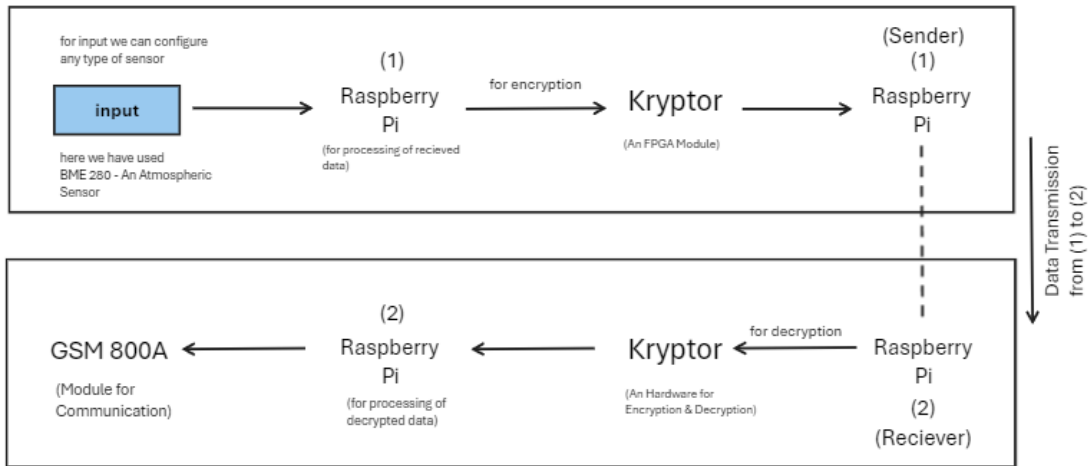 for input we can configure
any type of sensor
input
here we have used
BME 280 - An Atmospheric
Sensor
(1)
Raspberry
Pi
(for processing of recieved
data)
for encryption
Kryptor
(An FPGA Module)
(Sender)
(1)
Raspberry
Pi
Data Transmission
from (1) to (2)
GSM 800A
(Module for
Communication)
(2)
Raspberry
Pi
(for processing of
decrypted data)
Kryptor
(An Hardware for
Encryption & Decryption)
for decryption
Raspberry
Pi
(2)
(Reciever)